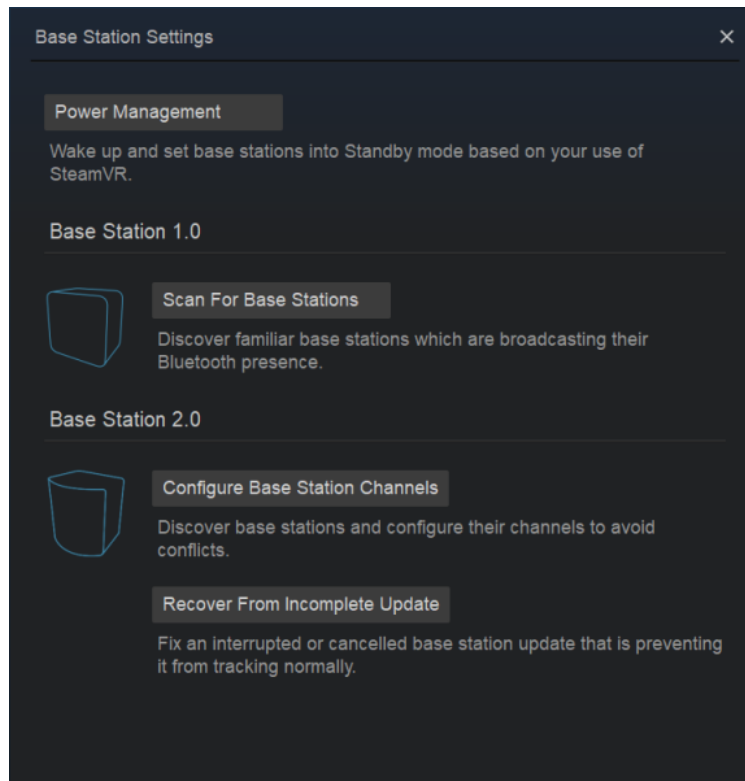 Base Station Settings
Power Management
Wake up and set base stations into Standby mode based on your use of
SteamVR.
Base Station 1.0
Scan For Base Stations
Discover familiar base stations which are broadcasting their
Bluetooth presence.
Base Station 2.0
Configure Base Station Channels
Discover base stations and configure their channels to avoid
conflicts.
Recover From Incomplete Update
Fix an interrupted or cancelled base station update that is preventing
it from tracking normally.